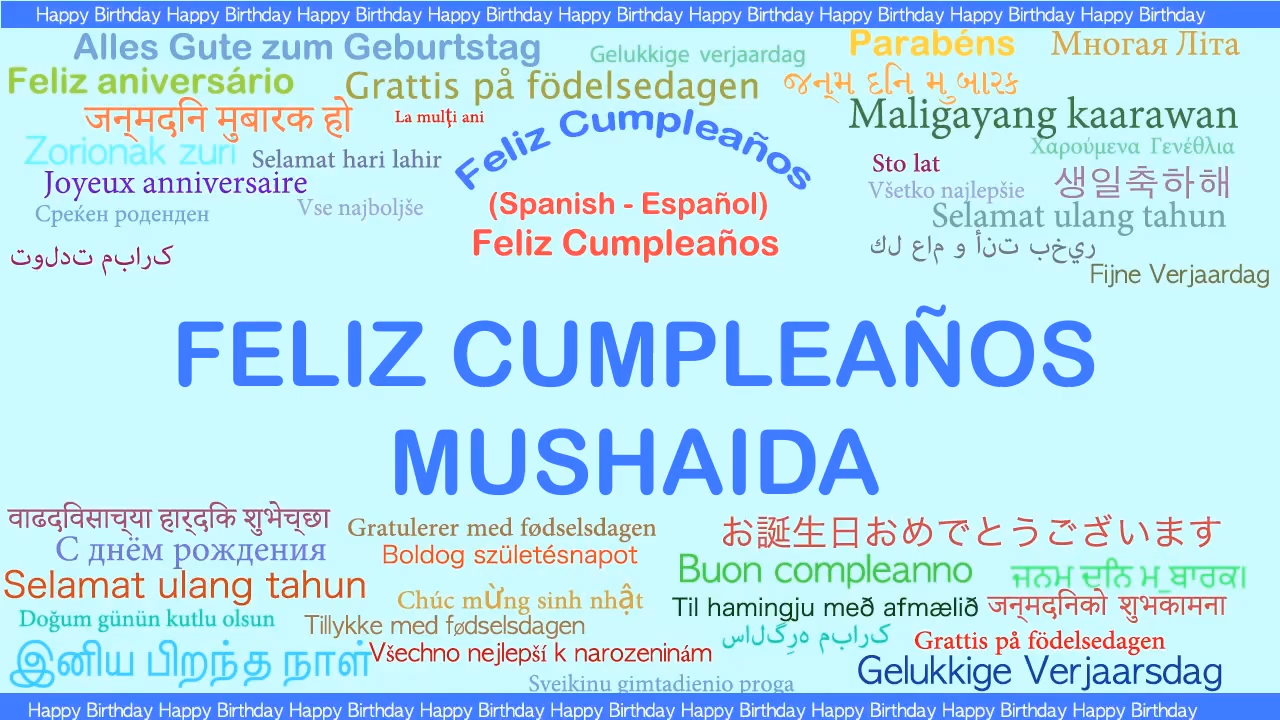 Happy Birthday Happy Birthday Happy Birthday Happy Birthday Happy Birthday Happy Birthday Happy Birthday Happy Birthday Happy Birthday
Alles Gute zum Geburtstag
Gelukkige verjaardag
Parabéns
Многая Літа
Feliz aniversário
Grattis på födelsedagen
જન્મ દનિ મુબારક
जन्मदनि मुबारक हो
La mulţi ani
Feliz Cumpleaños
Maligayang kaarawan
Zorionak zuri
Selamat hari lahir
Sto lat
Χαρούμενα Γενέθλια
Joyeux anniversaire
(Spanish - Español)
Všetko najlepšie
생일축하해
Среќен роденден
Vse najboljše
Selamat ulang tahun
تولدت مبارک
Feliz Cumpleaños
كل عام و أنت بخير
Fijne Verjaardag
FELIZ CUMPLEAÑOS
MUSHAIDA
वाढदविसाच्या हार्दकि शुभेच्छा
Gratulerer med fødselsdagen
お誕生日おめでとうございます
С днём рождения
Boldog születésnapot
Buon compleanno
ਜਨਮ ਦਨਿ ਮੁਬਾਰਕ।
Selamat ulang tahun
Chúc mừng sinh nhật
Til hamingju með afmælið
जन्मदनिको शुभकामना
Doğum günün kutlu olsun
Tillykke med fødselsdagen
سالگرہ مبارک
Grattis på födelsedagen
இனிய பிறந்த நாள்
Všechno nejlepší k narozeninám
Gelukkige Verjaarsdag
Sveikinu gimtadienio proga
Happy Birthday Happy Birthday Happy Birthday Happy Birthday Happy Birthday Happy Birthday Happy Birthday Happy Birthday Happy Birthday